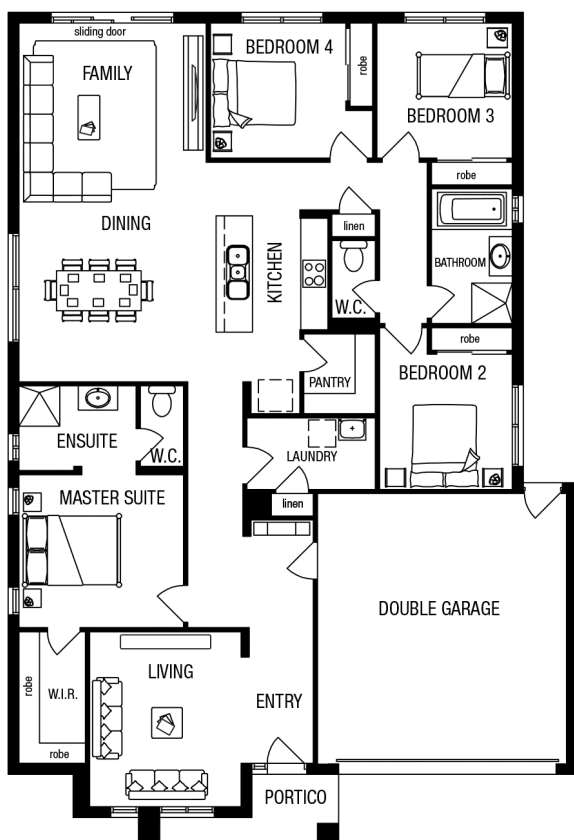 sliding door
FAMILY
BEDROOM 4
robe
BEDROOM 3
robe
DINING
linen
KITCHEN
W.C.
BATHROOM
robe
PANTRY
BEDROOM 2
ENSUITE
W.C.
LAUNDRY
MASTER SUITE
linen
DOUBLE GARAGE
robe
W.I.R.
LIVING
ENTRY
robe
PORTICO